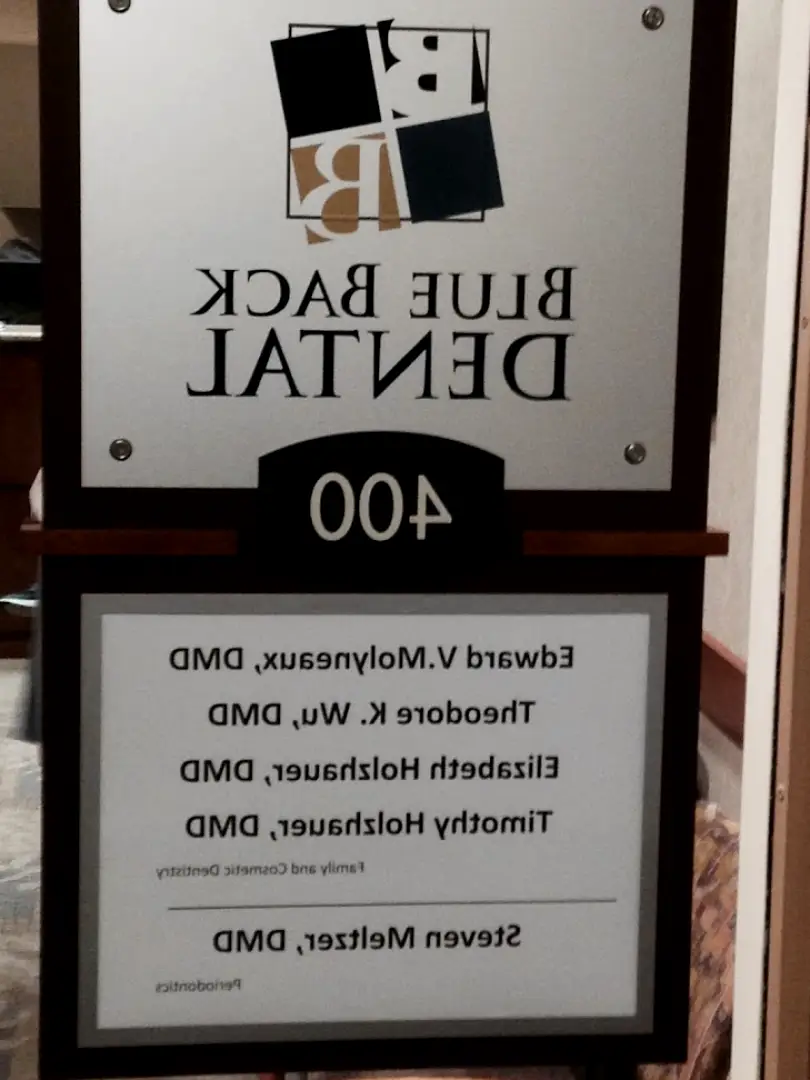 BB
BLUE BACK
DENTAL
400
Edward V.Molyneaux, DMD
Theodore K. Wu, DMD
Elizabeth Holzhauer, DMD
Timothy Holzhauer, DMD
Family and Cosmetic Dentistry
Steven Meltzer, DMD
Periodontics